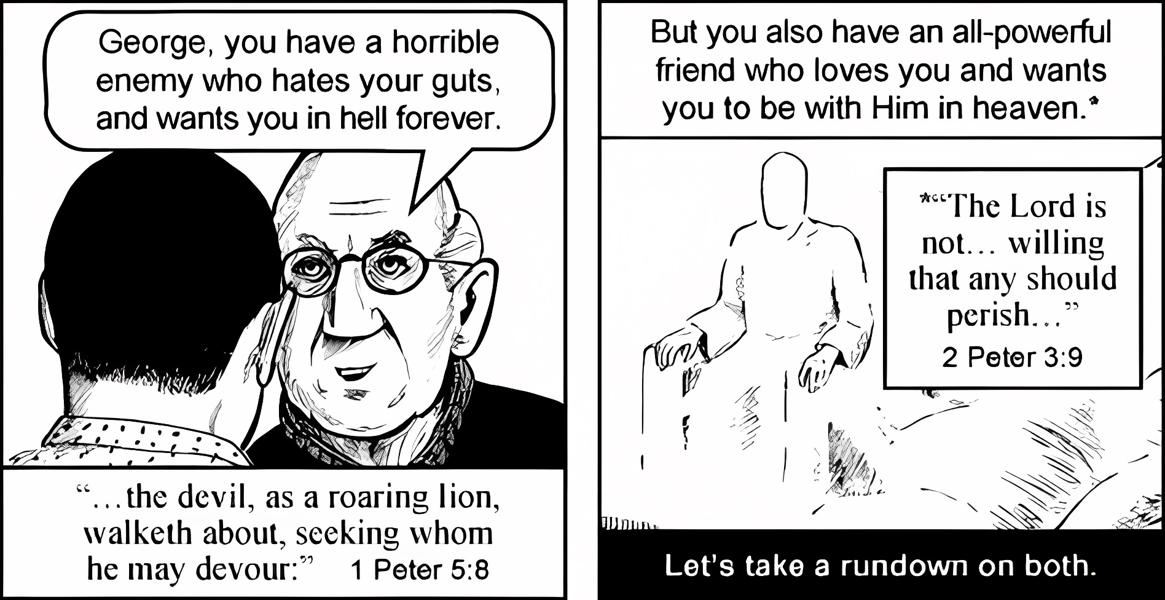 George, you have a horrible
enemy who hates your guts,
and wants you in hell forever.
“...the devil, as a roaring lion,
walketh about, seeking whom
he may devour:” 1 Peter 5:8
But you also have an all-powerful
friend who loves you and wants
you to be with Him in heaven.*
*“The Lord is
not... willing
that any should
perish...”
2 Peter 3:9
Let's take a rundown on both.